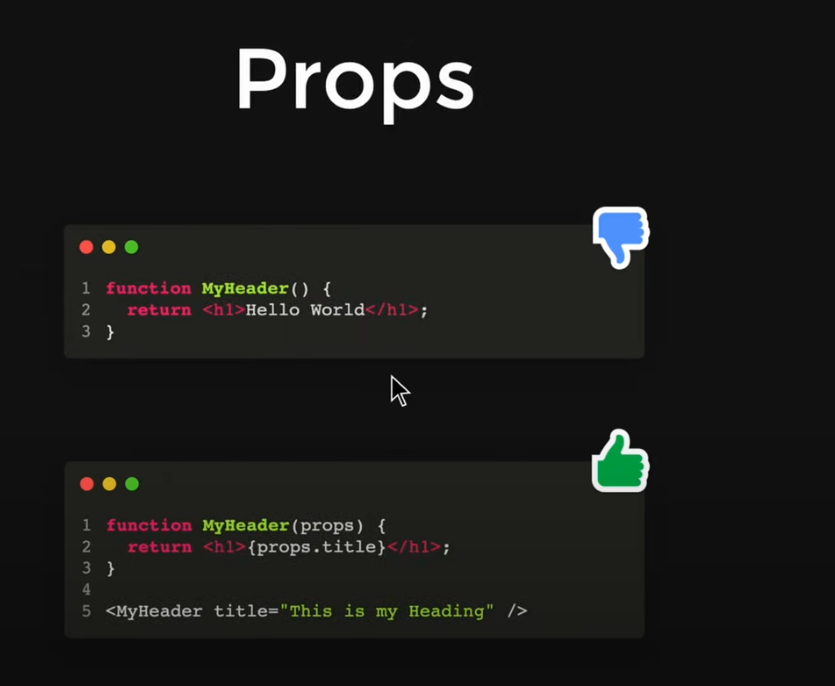 Props
1 function MyHeader() {
2   return <h1>Hello World</h1>;
3 }
1 function MyHeader(props) {
2   return <h1>{props.title}</h1>;
3 }
4
5 <MyHeader title="This is my Heading" />